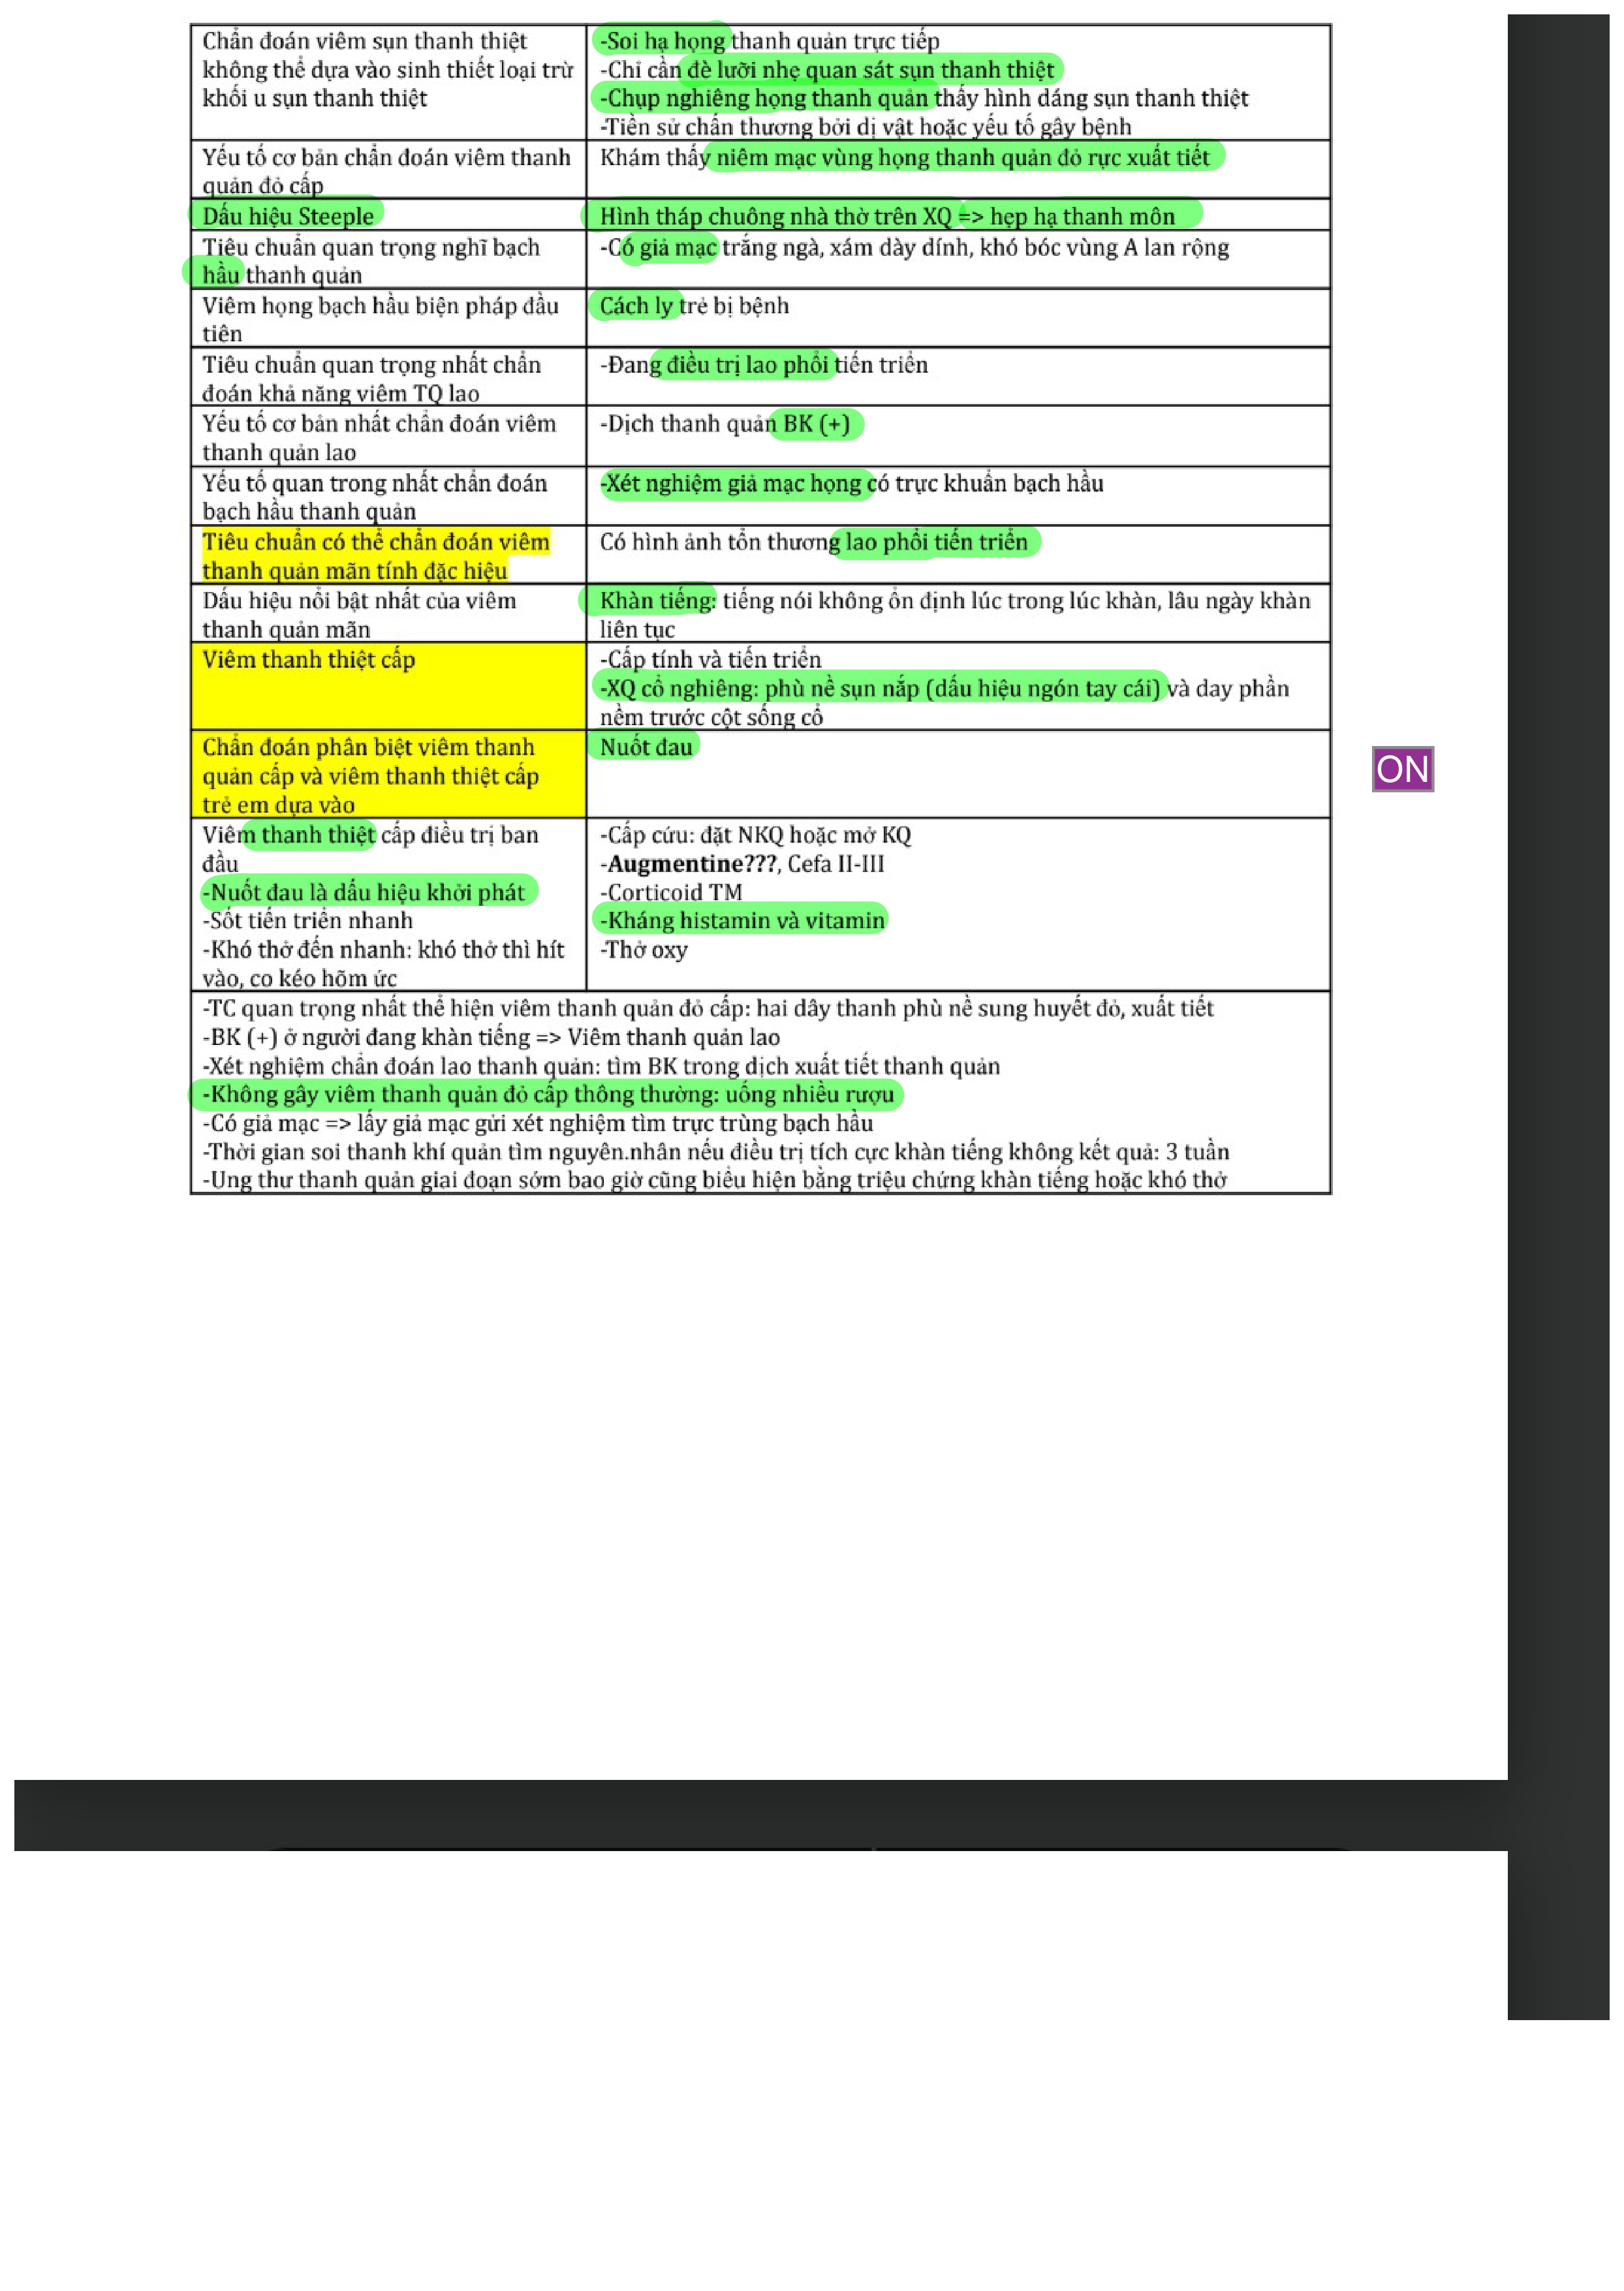 Chẩn đoán viêm sụn thanh thiệt
không thể dựa vào sinh thiết loại trừ
khối u sụn thanh thiệt
-Soi hạ họng thanh quản trực tiếp
-Chỉ cần đè lưỡi nhẹ quan sát sụn thanh thiệt
-Chụp nghiêng họng thanh quản thấy hình dáng sụn thanh thiệt
-Tiền sử chấn thương bởi dị vật hoặc yếu tố gây bệnh
Yếu tố cơ bản chẩn đoán viêm thanh
quản đỏ cấp
Khám thấy niêm mạc vùng họng thanh quản đỏ rực xuất tiết
Dấu hiệu Steeple
Hình tháp chuông nhà thờ trên XQ => hẹp hạ thanh môn
Tiêu chuẩn quan trọng nghĩ bạch
hầu thanh quản
-Có giả mạc trắng ngà, xám dày dính, khó bóc vùng A lan rộng
Viêm họng bạch hầu biện pháp đầu
tiên
Cách ly trẻ bị bệnh
Tiêu chuẩn quan trọng nhất chẩn
đoán khả năng viêm TQ lao
-Đang điều trị lao phổi tiến triển
Yếu tố cơ bản nhất chẩn đoán viêm
thanh quản lao
-Dịch thanh quản BK (+)
Yếu tố quan trong nhất chẩn đoán
bạch hầu thanh quản
-Xét nghiệm giả mạc họng có trực khuẩn bạch hầu
Tiêu chuẩn có thể chẩn đoán viêm
thanh quản mãn tính đặc hiệu
Có hình ảnh tổn thương lao phổi tiến triển
Dấu hiệu nổi bật nhất của viêm
thanh quản mãn
Khàn tiếng: tiếng nói không ổn định lúc trong lúc khàn, lâu ngày khàn
liên tục
Viêm thanh thiệt cấp
-Cấp tính và tiến triển
-XQ cổ nghiêng: phù nề sụn nắp (dấu hiệu ngón tay cái) và day phần
nềm trước cột sống cổ
Chẩn đoán phân biệt viêm thanh
quản cấp và viêm thanh thiệt cấp
trẻ em dựa vào
Nuốt đau
ON
Viêm thanh thiệt cấp điều trị ban
đầu
-Nuốt đau là dấu hiệu khởi phát
-Sốt tiến triển nhanh
-Khó thở đến nhanh: khó thở thì hít
vào, co kéo hõm ức
-Cấp cứu: đặt NKQ hoặc mở KQ
-Augmentine???, Cefa II-III
-Corticoid TM
-Kháng histamin và vitamin
-Thở oxy
-TC quan trọng nhất thể hiện viêm thanh quản đỏ cấp: hai dây thanh phù nề sung huyết đỏ, xuất tiết
-BK (+) ở người đang khàn tiếng => Viêm thanh quản lao
-Xét nghiệm chẩn đoán lao thanh quản: tìm BK trong dịch xuất tiết thanh quản
-Không gây viêm thanh quản đỏ cấp thông thường: uống nhiều rượu
-Có giả mạc => lấy giả mạc gửi xét nghiệm tìm trực trùng bạch hầu
-Thời gian soi thanh khí quản tìm nguyên.nhân nếu điều trị tích cực khàn tiếng không kết quả: 3 tuần
-Ung thư thanh quản giai đoạn sớm bao giờ cũng biểu hiện bằng triệu chứng khàn tiếng hoặc khó thở